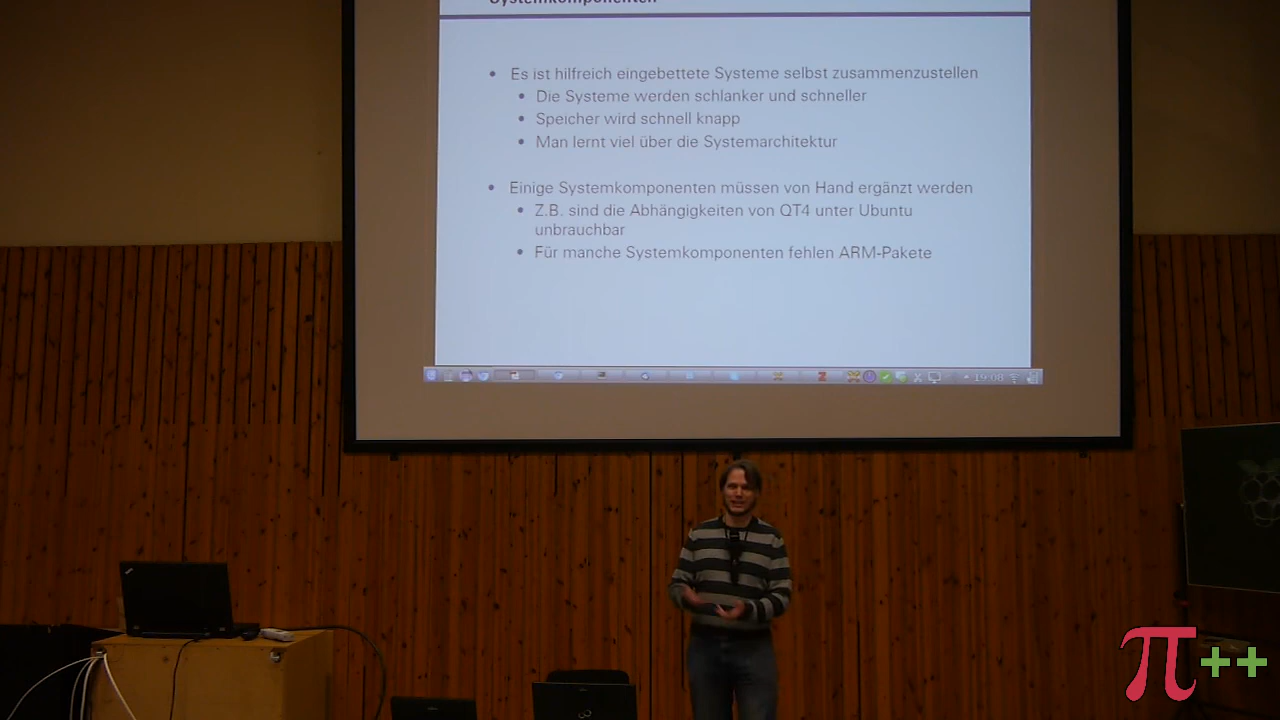 Systemkomponenten
• Es ist hilfreich eingebettete Systeme selbst zusammenzustellen
• Die Systeme werden schlanker und schneller
• Speicher wird schnell knapp
• Man lernt viel über die Systemarchitektur
• Einige Systemkomponenten müssen von Hand ergänzt werden
• Z.B. sind die Abhängigkeiten von QT4 unter Ubuntu
unbrauchbar
• Für manche Systemkomponenten fehlen ARM-Pakete
19:08
π++